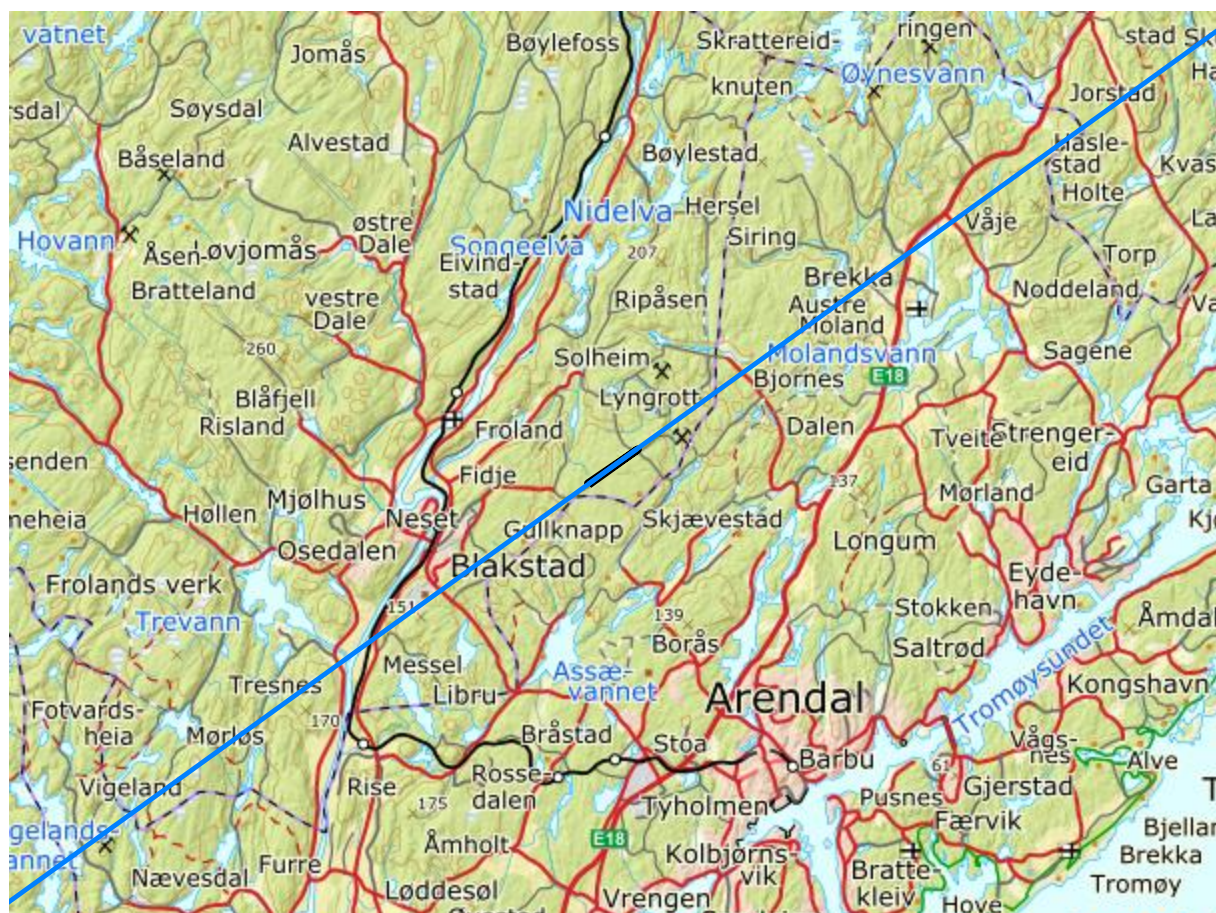 vatnet
Jomås
Bøylefoss
Skrattereid-
knuten
ringen
Øynesvann
stad
Jorstad
rsdal
Søysdal
Alvestad
Båseland
Bøylestad
Hasle-
stad
Kvas
Holte
Hovann
Åsen
Løvjomås
østre
Dale
Songeelva
Nidelva
Hersel
Siring
Våje
Torp
Eivind-
stad
207
Bratteland
vestre
Dale
Ripåsen
Brekka
Austre
Moland
Noddeland
260
Solheim
Molandsvann
Bjornes
E18
Sagene
Blåfjell
Risland
Lyngrott
Froland
Dalen
Tveite
Strenger-
eid
senden
Fidje
137
Mørland
Garta
Mjølhus
Høllen
Neset
meheia
Gullknapp
Skjævestad
Longum
Osedalen
Blakstad
Eyde-
havn
Frolands verk
151
139
Stokken
Åmdal
Trevann
Borås
Saltrød
Messel
Assæ-
vannet
Tromøysundet
Tresnes
Libru
Arendal
Kongshavn
Fotvards-
heia
170
Mørløs
Bråstad
Stoa
Barbu
61
Vågs-
nes
Alve
Vigeland
Rise
175
Rosse-
dalen
Tyholmen
Pusnes
Gjerstad
gelands-
annet
Åmholt
E18
Færvik
Bjellan
Nævesdal
Furre
Kolbjørns-
vik
Bratte-
kleiv
Brekka
Tromøy
Løddesøl
Vrengen
Hove